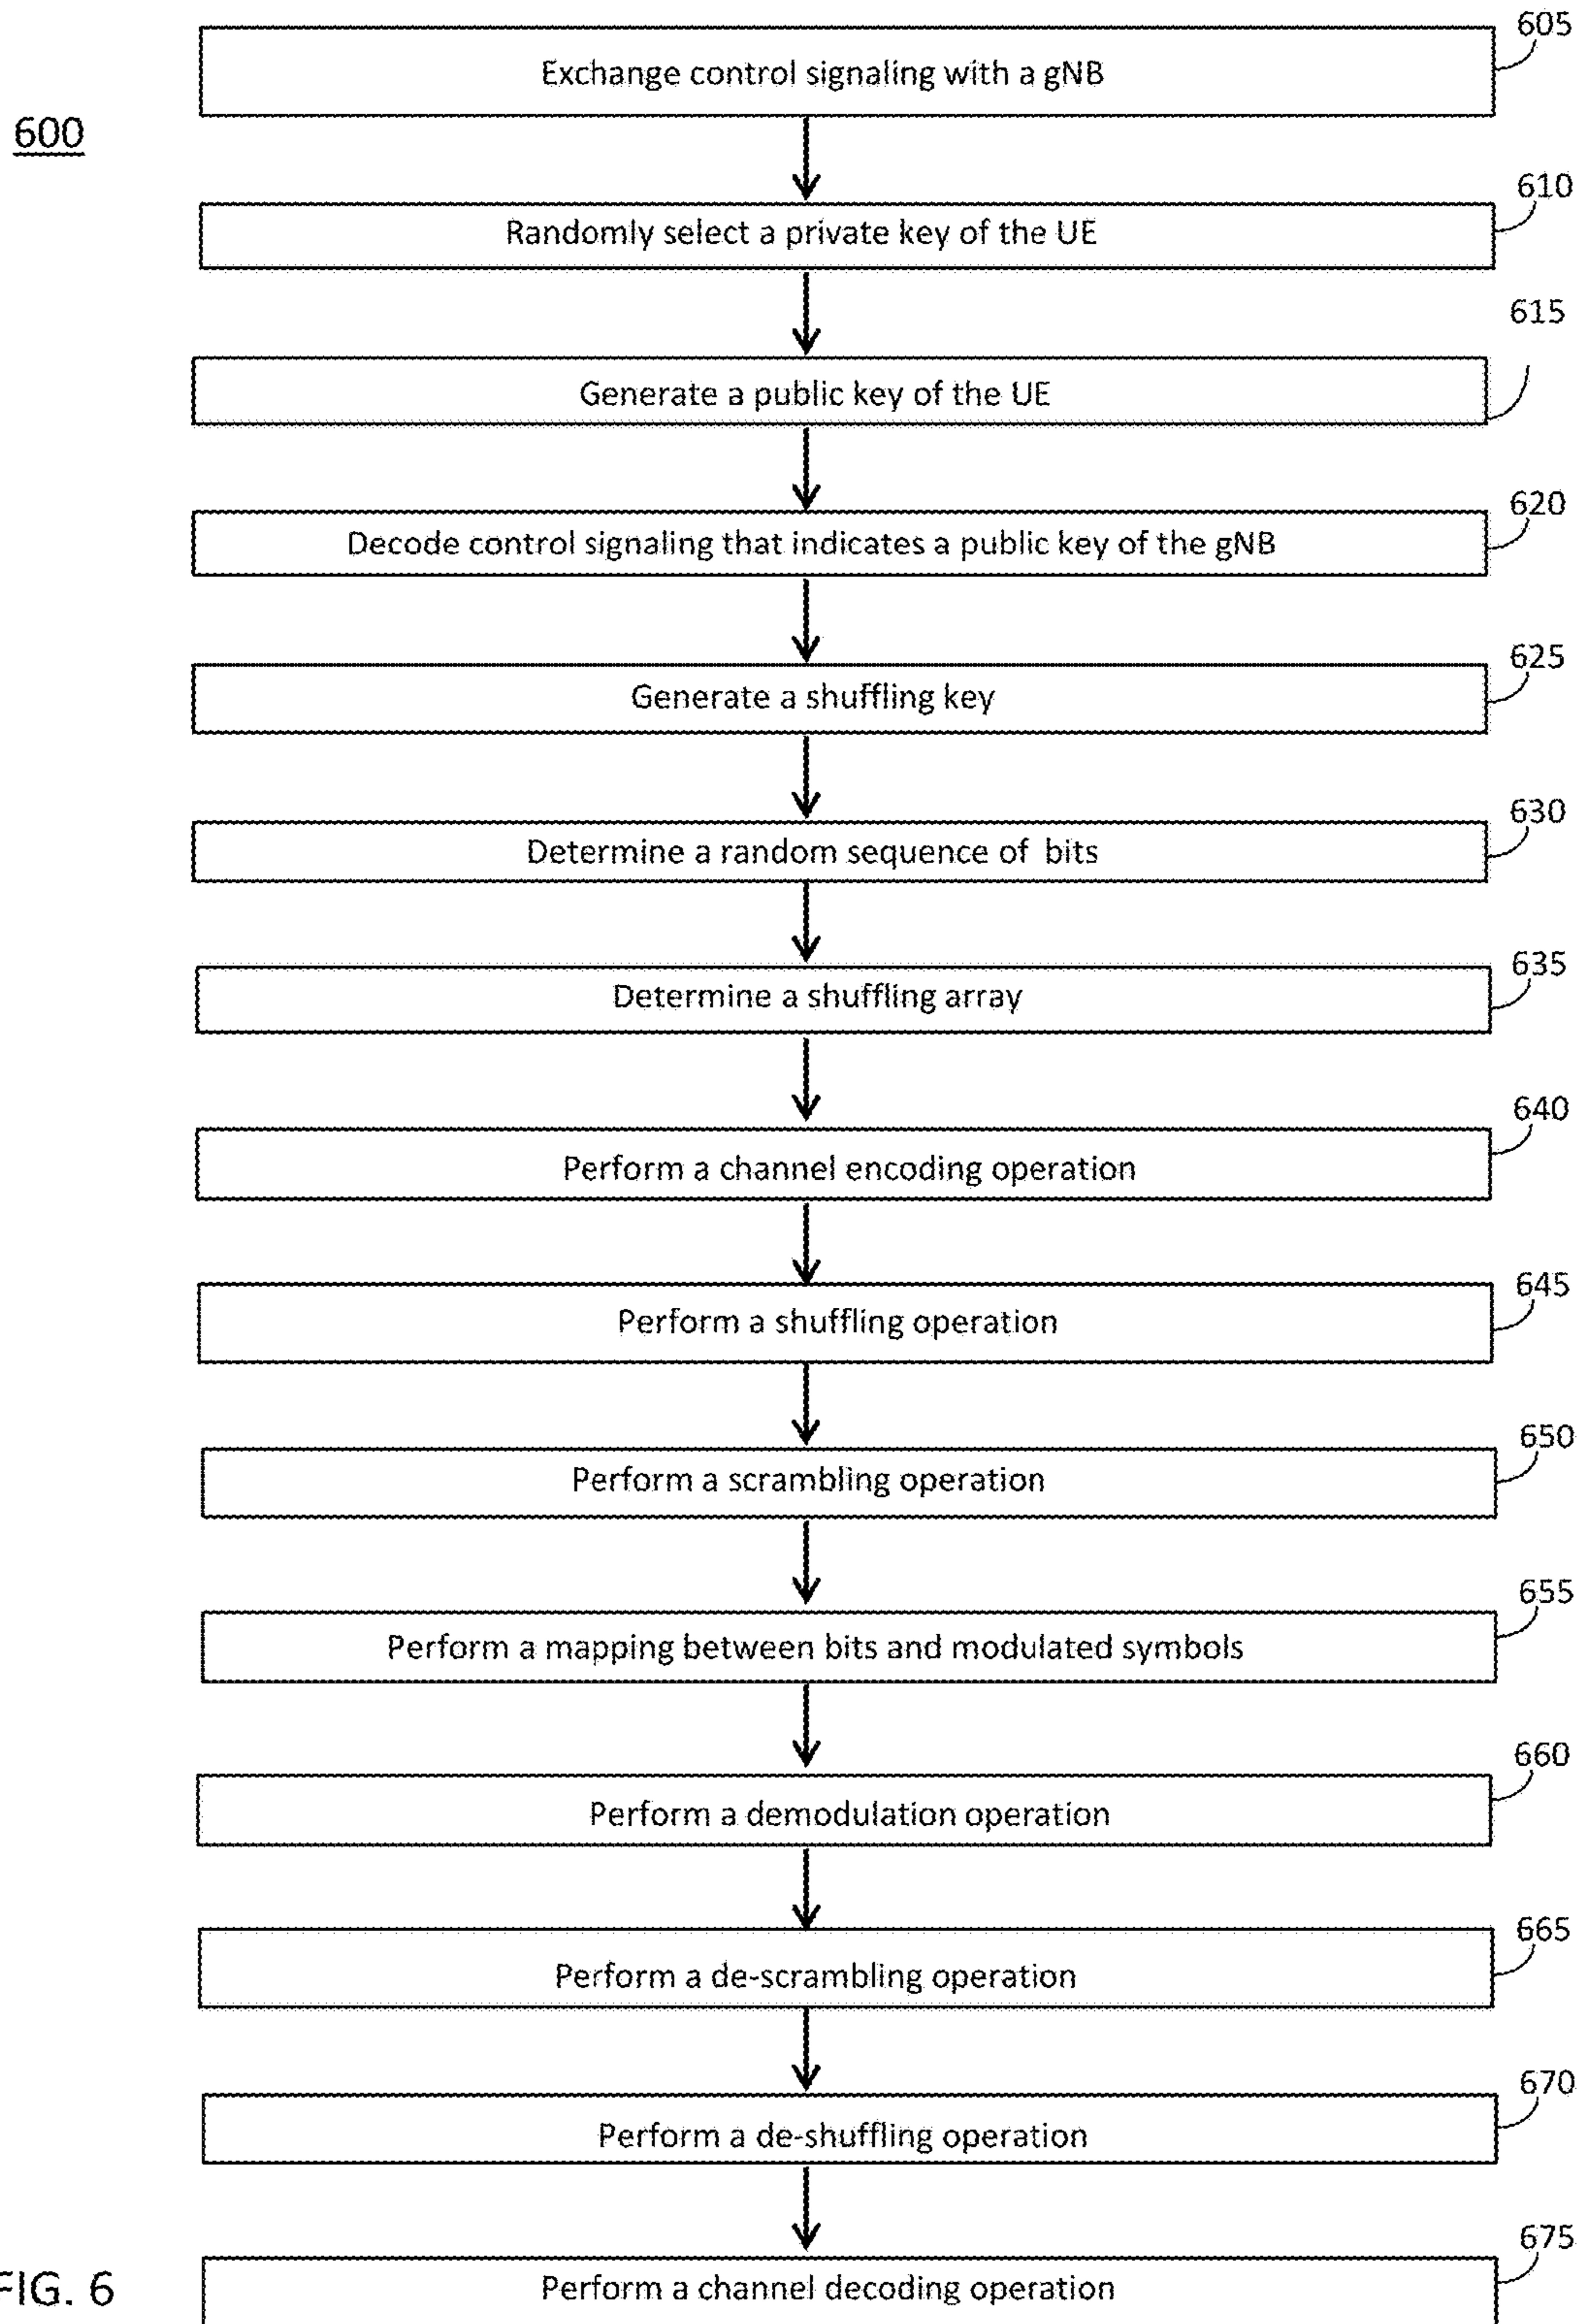 605
Exchange control signaling with a gNB
600
610
Randomly select a private key of the UE
615
Generate a public key of the UE
620
Decode control signaling that indicates a public key of the gNB
625
Generate a shuffling key
630
Determine a random sequence of bits
635
Determine a shuffling array
640
Perform a channel encoding operation
645
Perform a shuffling operation
650
Perform a scrambling operation
655
Perform a mapping between bits and modulated symbols
660
Perform a demodulation operation
665
Perform a de-scrambling operation
670
Perform a de-shuffling operation
675
Perform a channel decoding operation
FIG. 6